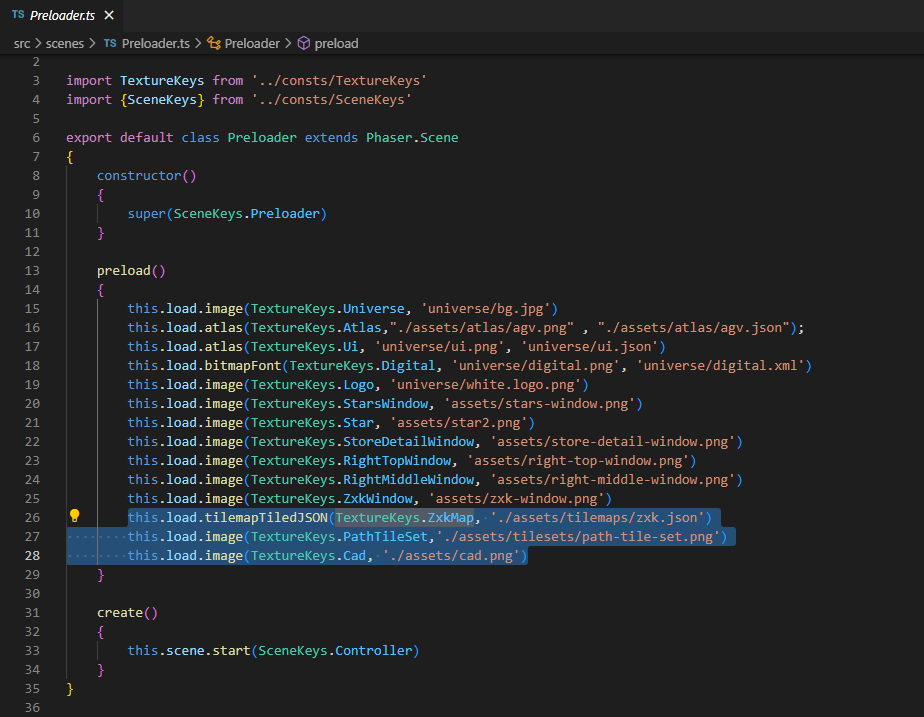 TS Preloader.ts ×
src > scenes > TS Preloader.ts > Preloader > preload
2
3 import TextureKeys from '../consts/TextureKeys'
4 import {SceneKeys} from '../consts/SceneKeys'
5
6 export default class Preloader extends Phaser.Scene
7 {
8 constructor()
9 {
10 super(SceneKeys.Preloader)
11 }
12
13 preload()
14 {
15 this.load.image(TextureKeys.Universe, 'universe/bg.jpg')
16 this.load.atlas(TextureKeys.Atlas,"./assets/atlas/agv.png" , "./assets/atlas/agv.json");
17 this.load.atlas(TextureKeys.Ui, 'universe/ui.png', 'universe/ui.json')
18 this.load.bitmapFont(TextureKeys.Digital, 'universe/digital.png', 'universe/digital.xml')
19 this.load.image(TextureKeys.Logo, 'universe/white.logo.png')
20 this.load.image(TextureKeys.StarsWindow, 'assets/stars-window.png')
21 this.load.image(TextureKeys.Star, 'assets/star2.png')
22 this.load.image(TextureKeys.StoreDetailWindow, 'assets/store-detail-window.png')
23 this.load.image(TextureKeys.RightTopWindow, 'assets/right-top-window.png')
24 this.load.image(TextureKeys.RightMiddleWindow, 'assets/right-middle-window.png')
25 this.load.image(TextureKeys.ZxkWindow, 'assets/zxk-window.png')
26 this.load.tilemapTiledJSON(TextureKeys.ZxkMap, './assets/tilemaps/zxk.json')
27 this.load.image(TextureKeys.PathTileSet,'./assets/tilesets/path-tile-set.png')
28 this.load.image(TextureKeys.Cad, './assets/cad.png')
29 }
30
31 create()
32 {
33 this.scene.start(SceneKeys.Controller)
34 }
35 }
36